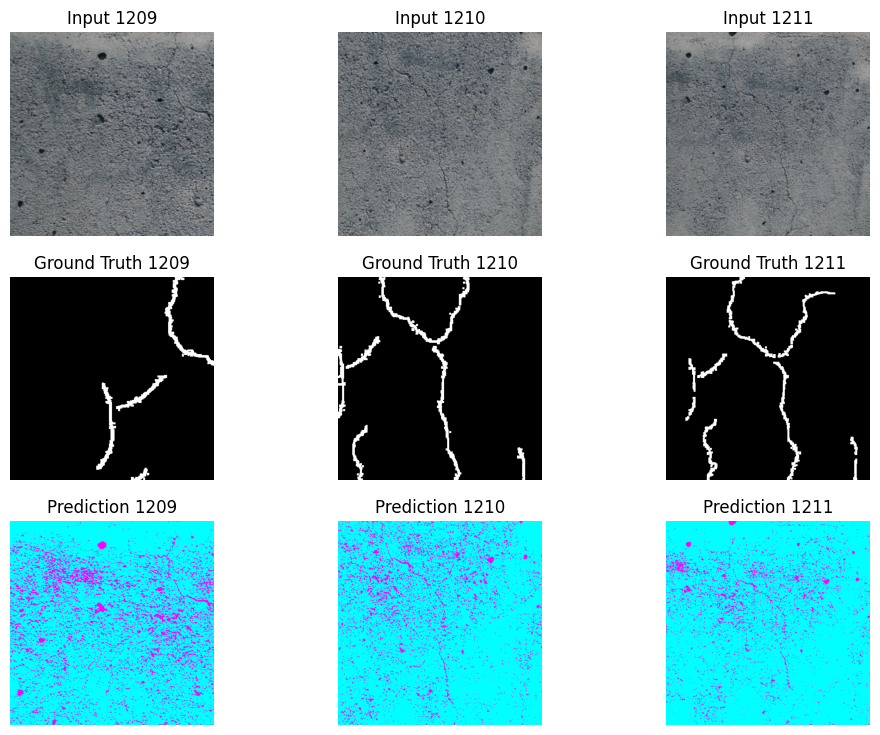 Input 1209
Input 1210
Input 1211
Ground Truth 1209
Ground Truth 1210
Ground Truth 1211
Prediction 1209
Prediction 1210
Prediction 1211